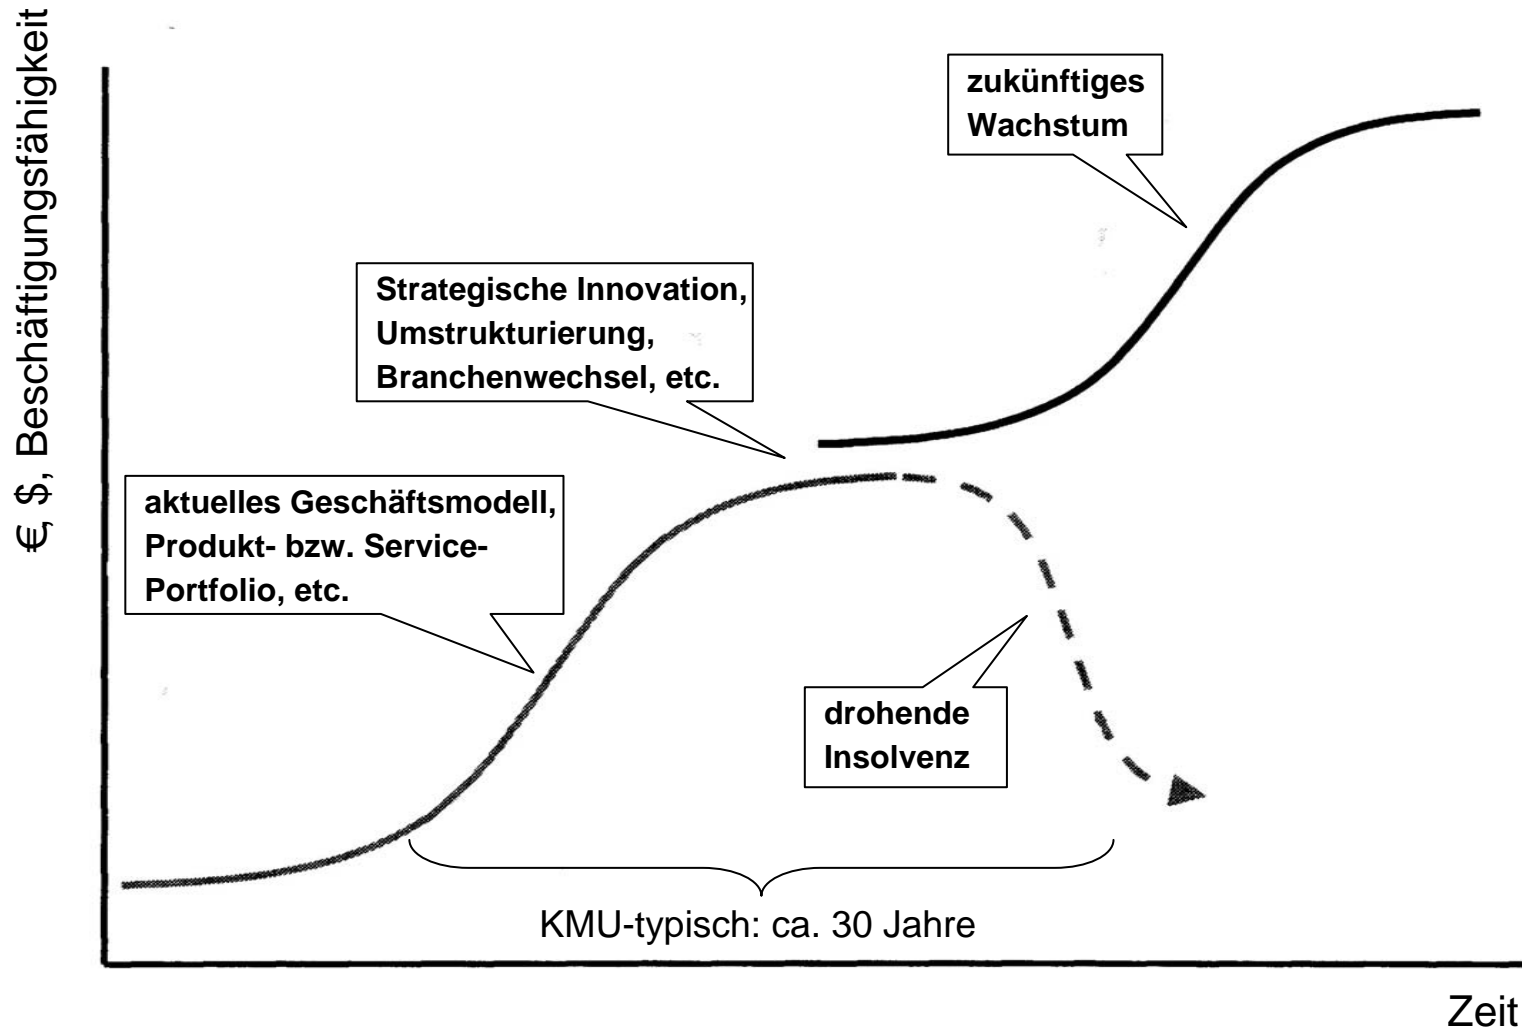 €, $, Beschäftigungsfähigkeit
zukünftiges
Wachstum
Strategische Innovation,
Umstrukturierung,
Branchenwechsel, etc.
aktuelles Geschäftsmodell,
Produkt- bzw. Service-
Portfolio, etc.
drohende
Insolvenz
KMU-typisch: ca. 30 Jahre
Zeit